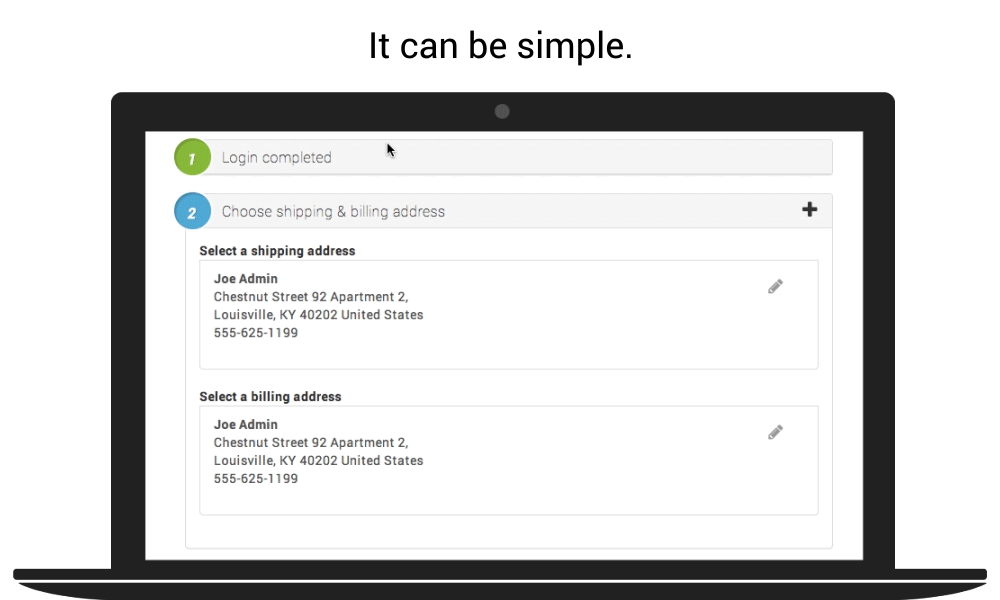 It can be simple.
1 Login completed
2 Choose shipping & billing address
Select a shipping address
Joe Admin
Chestnut Street 92 Apartment 2,
Louisville, KY 40202 United States
555-625-1199
Select a billing address
Joe Admin
Chestnut Street 92 Apartment 2,
Louisville, KY 40202 United States
555-625-1199